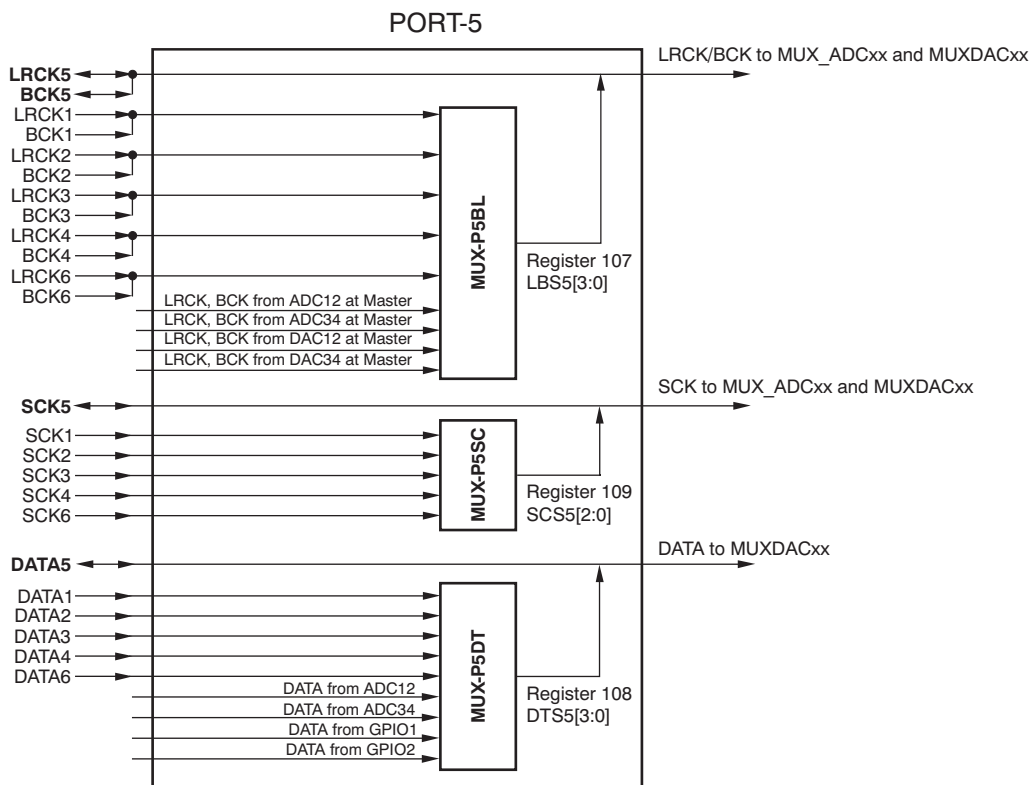 PORT-5
LRCK/BCK to MUX_ADCxx and MUXDACxx
LRCK5
BCK5
LRCK1
BCK1
LRCK2
BCK2
LRCK3
BCK3
LRCK4
BCK4
LRCK6
BCK6
LRCK, BCK from ADC12 at Master
LRCK, BCK from ADC34 at Master
LRCK, BCK from DAC12 at Master
LRCK, BCK from DAC34 at Master
MUX-P5BL
Register 107
LBS5[3:0]
SCK to MUX_ADCxx and MUXDACxx
SCK5
SCK1
SCK2
SCK3
SCK4
SCK6
MUX-P5SC
Register 109
SCS5[2:0]
DATA to MUXDACxx
DATA5
DATA1
DATA2
DATA3
DATA4
DATA6
DATA from ADC12
DATA from ADC34
DATA from GPIO1
DATA from GPIO2
MUX-P5DT
Register 108
DTS5[3:0]